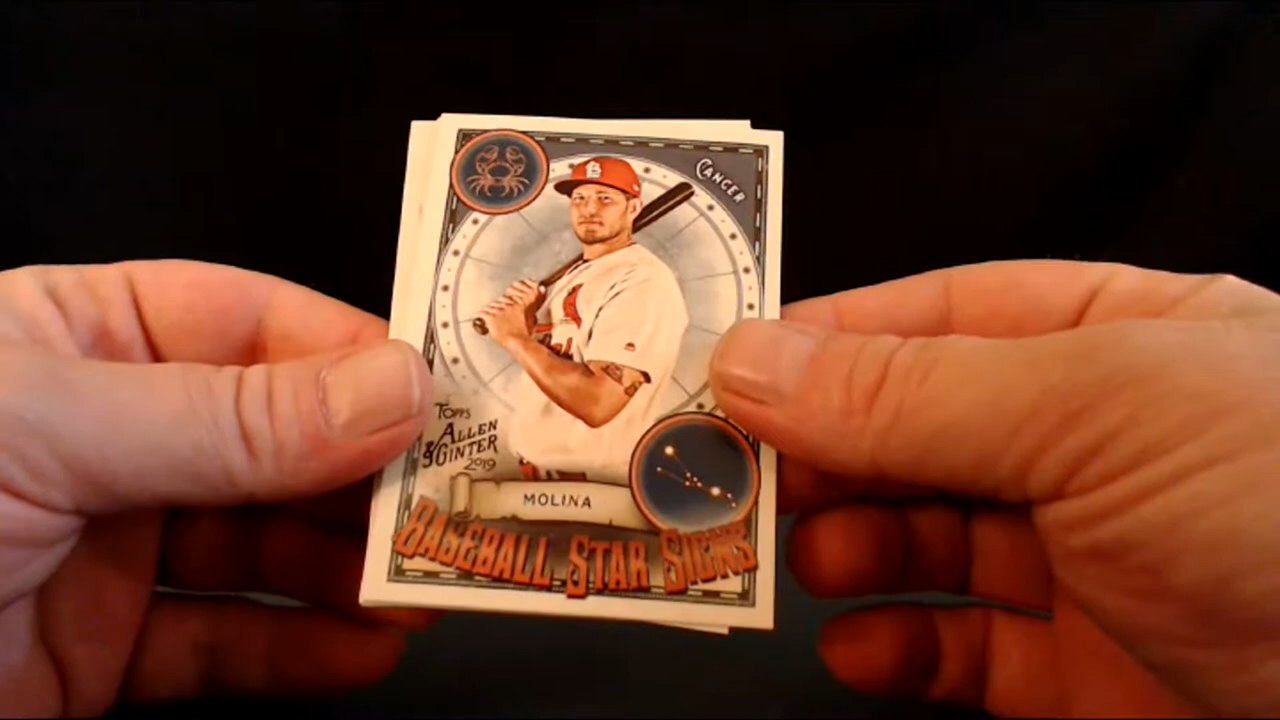 CANCER
TOPPS
ALLEN
& GINTER
2019
MOLINA
BASEBALL STAR SIGNS